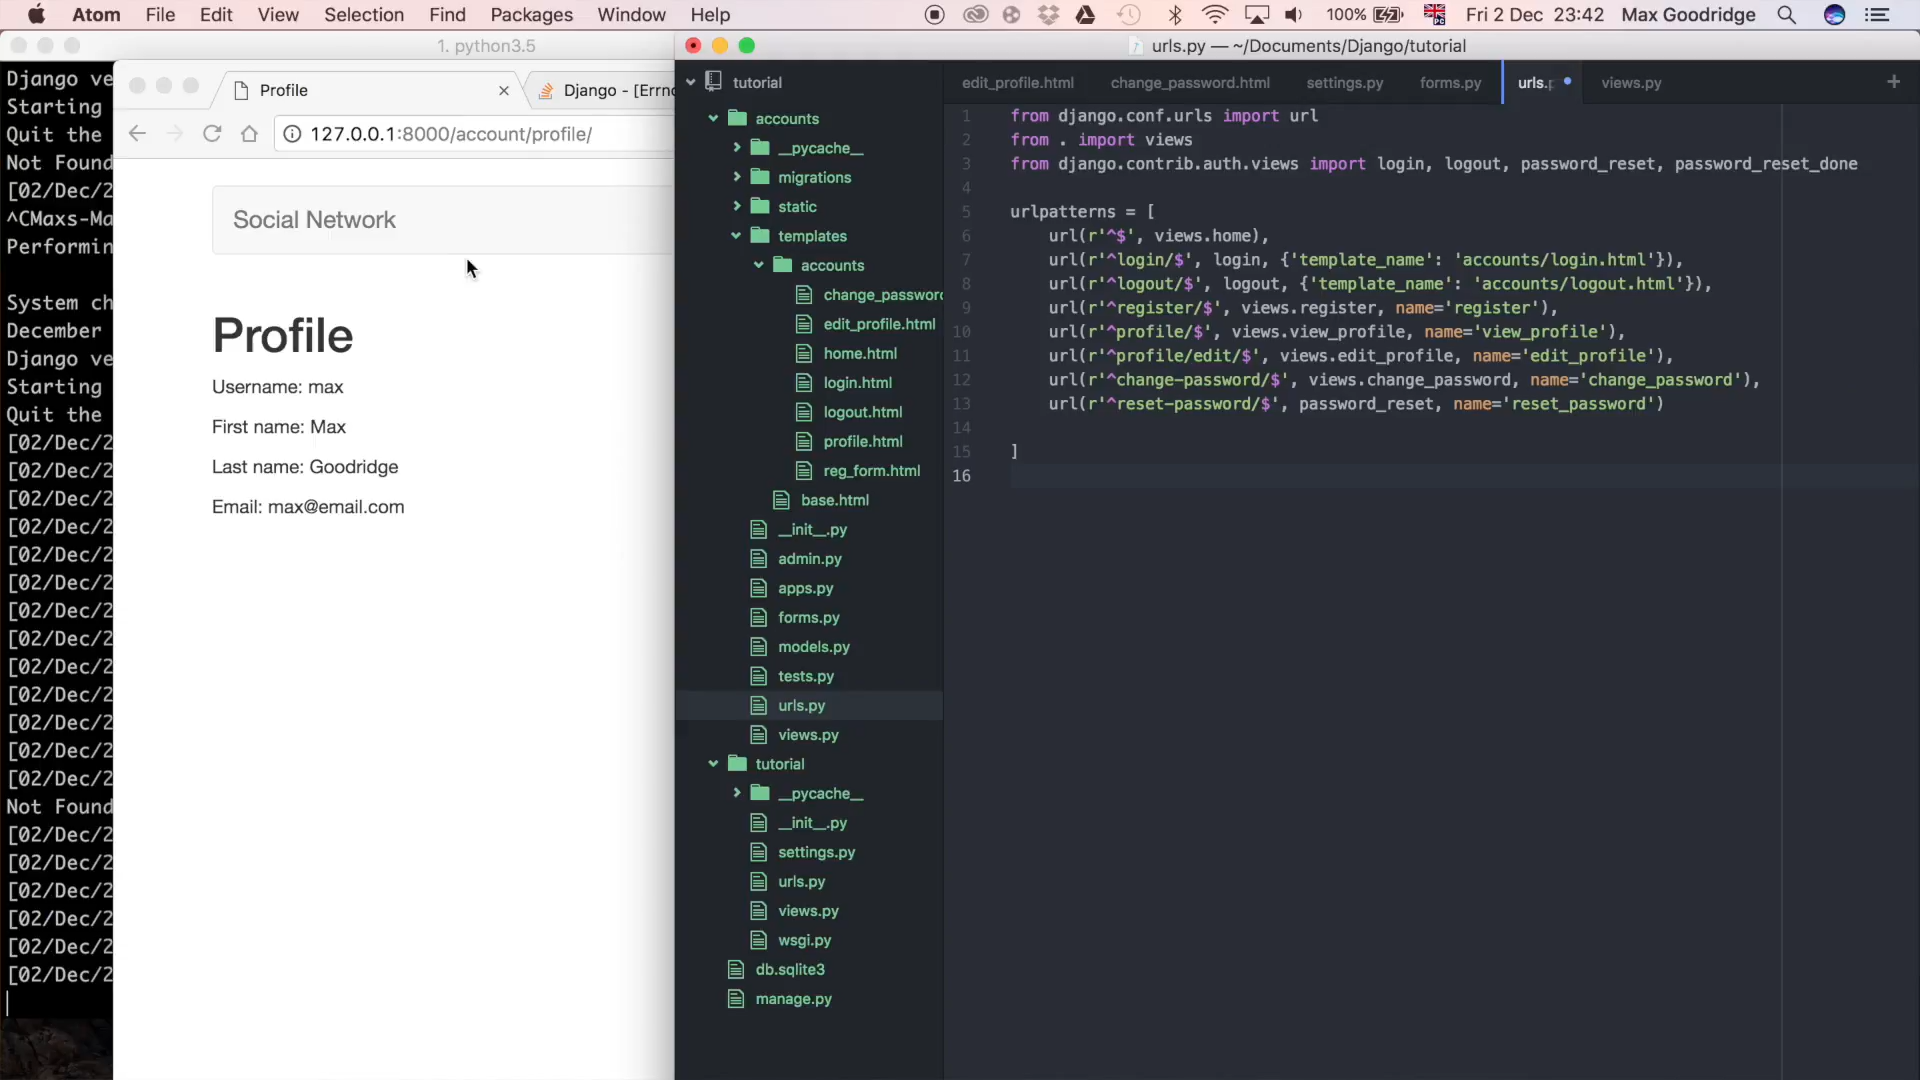 Atom File Edit View Selection Find Packages Window Help 100% Fri 2 Dec 23:42 Max Goodridge
1. python3.5
Django ve
Starting
Quit the
Not Found
[02/Dec/2
^CMaxs-Ma
Performin
System ch
December
Django ve
Starting
Quit the
[02/Dec/2
[02/Dec/2
[02/Dec/2
[02/Dec/2
[02/Dec/2
[02/Dec/2
[02/Dec/2
[02/Dec/2
[02/Dec/2
[02/Dec/2
[02/Dec/2
[02/Dec/2
[02/Dec/2
Not Found
[02/Dec/2
[02/Dec/2
[02/Dec/2
[02/Dec/2
[02/Dec/2
[02/Dec/2
Profile
Django - [Errn
127.0.0.1:8000/account/profile/
Social Network
Profile
Username: max
First name: Max
Last name: Goodridge
Email: max@email.com
urls.py — ~/Documents/Django/tutorial
tutorial
accounts
__pycache__
migrations
static
templates
accounts
change_password
edit_profile.html
home.html
login.html
logout.html
profile.html
reg_form.html
base.html
__init__.py
admin.py
apps.py
forms.py
models.py
tests.py
urls.py
views.py
tutorial
__pycache__
__init__.py
settings.py
urls.py
views.py
wsgi.py
db.sqlite3
manage.py
edit_profile.html change_password.html settings.py forms.py urls.p views.py
1 from django.conf.urls import url
2 from . import views
3 from django.contrib.auth.views import login, logout, password_reset, password_reset_done
4
5 urlpatterns = [
6 url(r'^$', views.home),
7 url(r'^login/$', login, {'template_name': 'accounts/login.html'}),
8 url(r'^logout/$', logout, {'template_name': 'accounts/logout.html'}),
9 url(r'^register/$', views.register, name='register'),
10 url(r'^profile/$', views.view_profile, name='view_profile'),
11 url(r'^profile/edit/$', views.edit_profile, name='edit_profile'),
12 url(r'^change-password/$', views.change_password, name='change_password'),
13 url(r'^reset-password/$', password_reset, name='reset_password')
14
15 ]
16